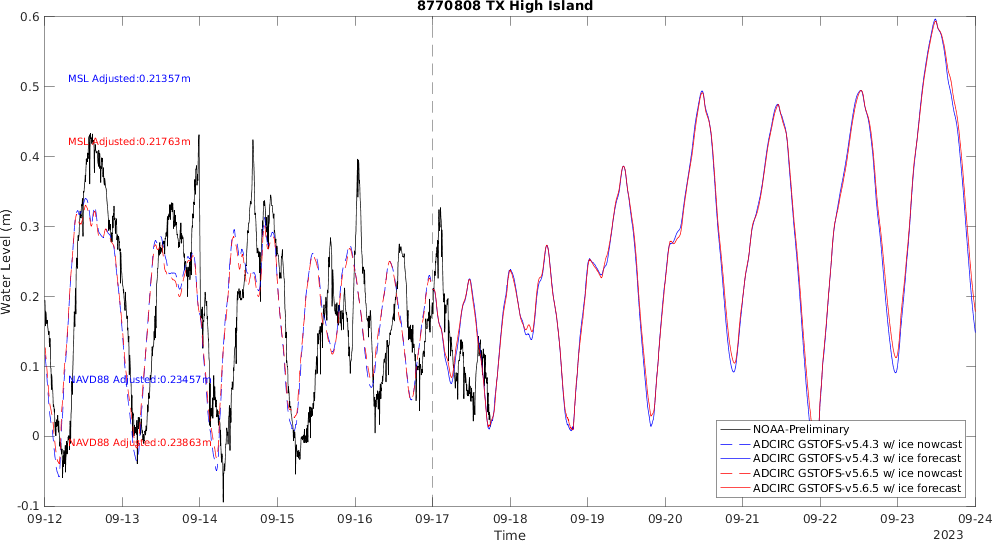 8770808 TX High Island
0.6
0.5
0.4
0.3
0.2
0.1
0
-0.1
Water Level (m)
MSL Adjusted:0.21357m
MSL Adjusted:0.21763m
NAVD88 Adjusted:0.23457m
NAVD88 Adjusted:0.23863m
NOAA-Preliminary
ADCIRC GSTOFS-v5.4.3 w/ ice nowcast
ADCIRC GSTOFS-v5.4.3 w/ ice forecast
ADCIRC GSTOFS-v5.6.5 w/ ice nowcast
ADCIRC GSTOFS-v5.6.5 w/ ice forecast
09-12 09-13 09-14 09-15 09-16 09-17 09-18 09-19 09-20 09-21 09-22 09-23 09-24
Time
2023